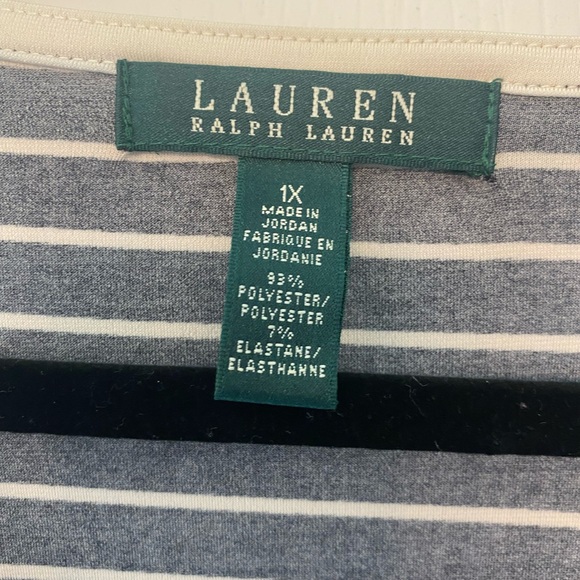 LAUREN
RALPH LAUREN
1X
MADE IN
JORDAN
FABRIQUE EN
JORDANIE
93%
POLYESTER/
POLYESTER
7%
ELASTANE/
ELASTHANNE